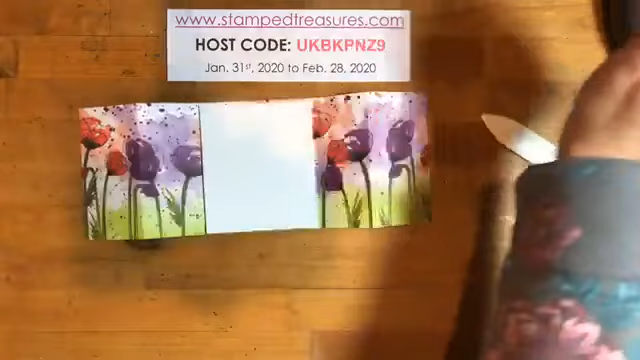 www.stampedtreasures.com
HOST CODE: UKBKPNZ9
Jan. 31st, 2020 to Feb. 28, 2020